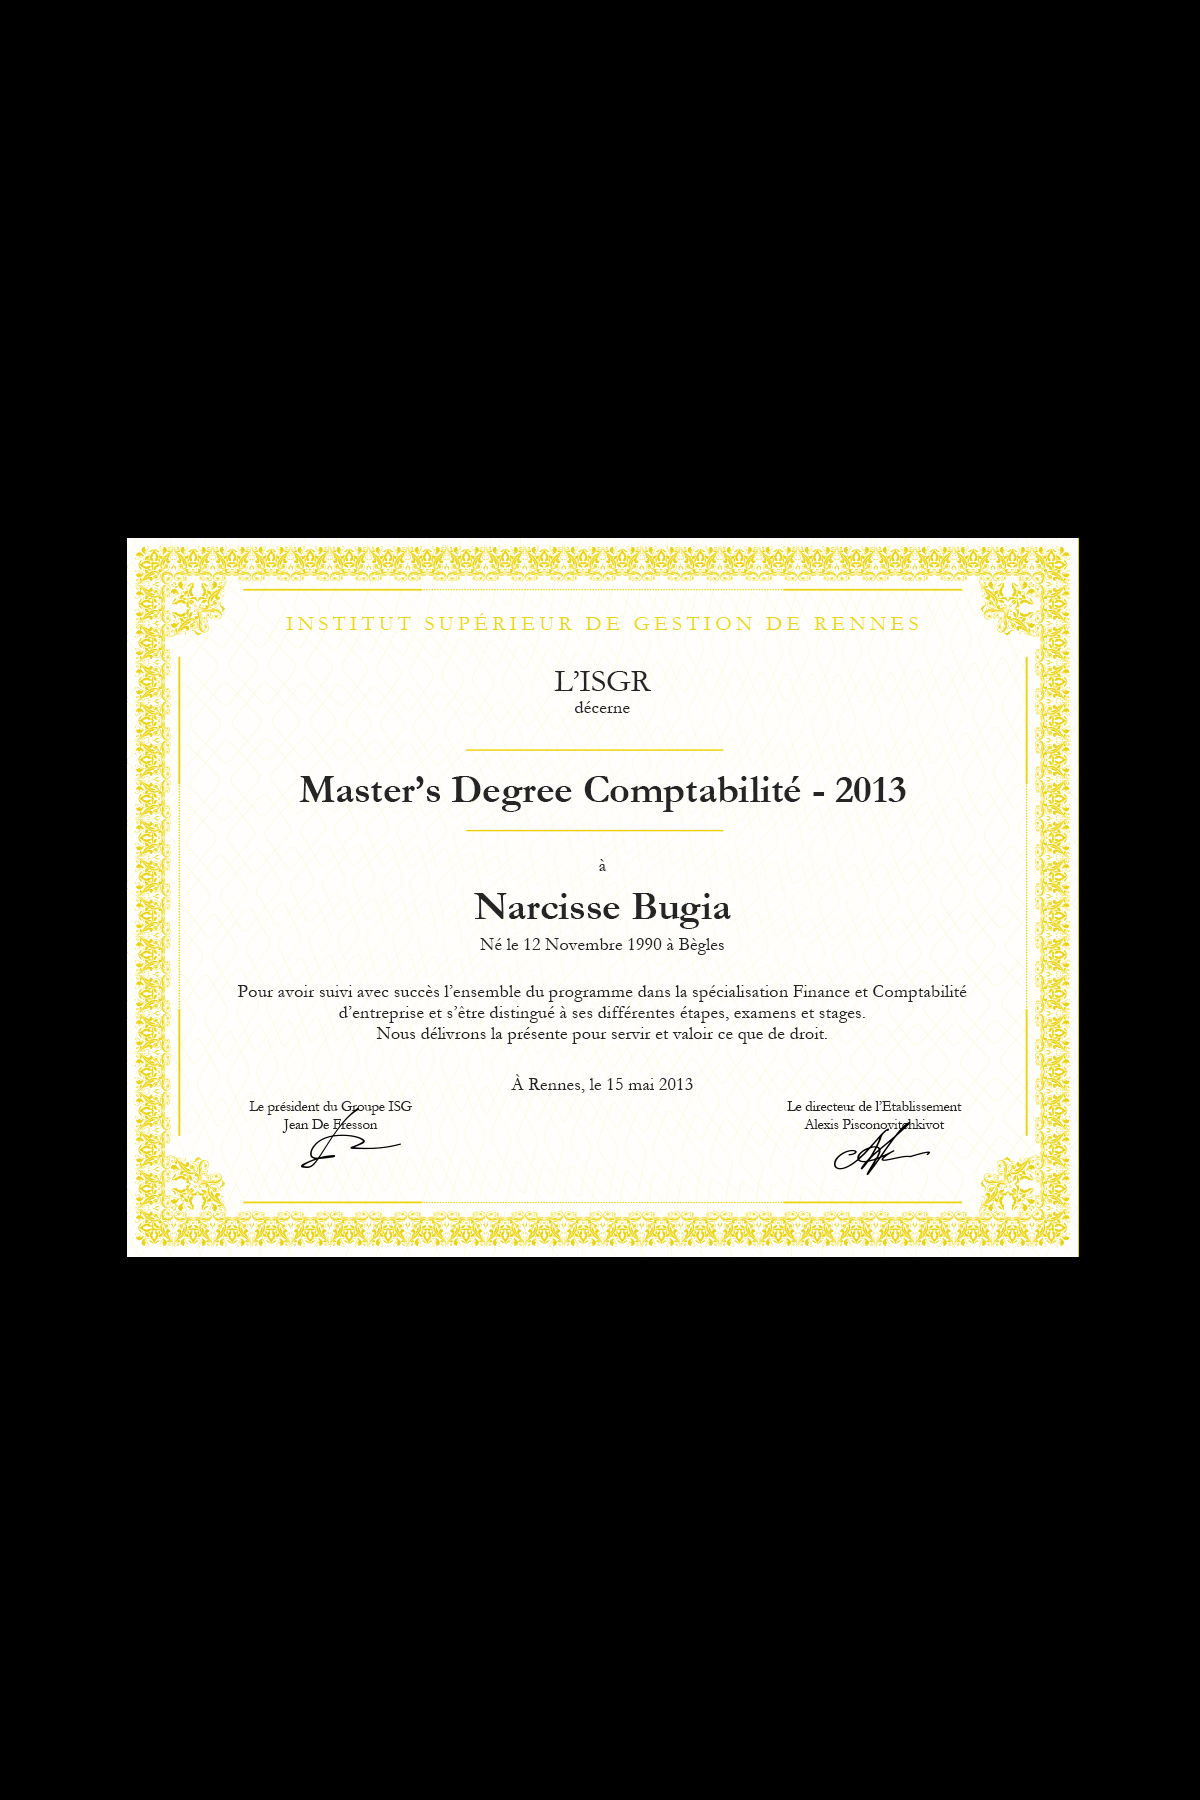 INSTITUT SUPÉRIEUR DE GESTION DE RENNES
L’ISGR
décerne
Master’s Degree Comptabilité - 2013
à
Narcisse Bugia
Né le 12 Novembre 1990 à Bègles
Pour avoir suivi avec succès l’ensemble du programme dans la spécialisation Finance et Comptabilité
d’entreprise et s’être distingué à ses différentes étapes, examens et stages.
Nous délivrons la présente pour servir et valoir ce que de droit.
À Rennes, le 15 mai 2013
Le président du Groupe ISG
Jean De Fresson
Le directeur de l’Etablissement
Alexis Pisconovitchkivot